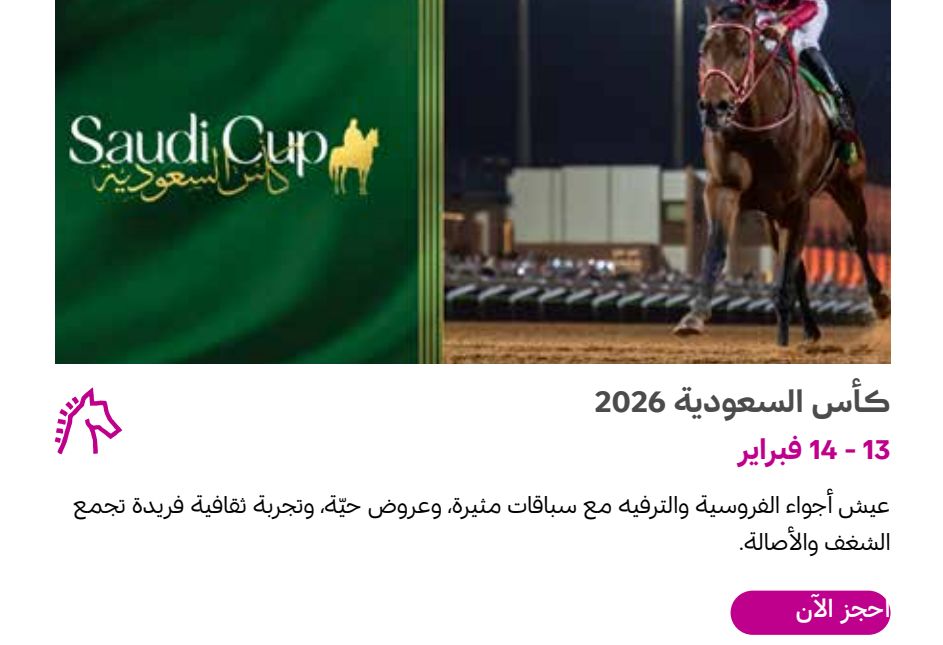 Saudi Cup
كأس السعودية
كأس السعودية 2026
13 - 14 فبراير
عيش أجواء الفروسية والترفيه مع سباقات مثيرة، وعروض حيّة، وتجربة ثقافية فريدة تجمع
الشغف والأصالة.
احجز الآن